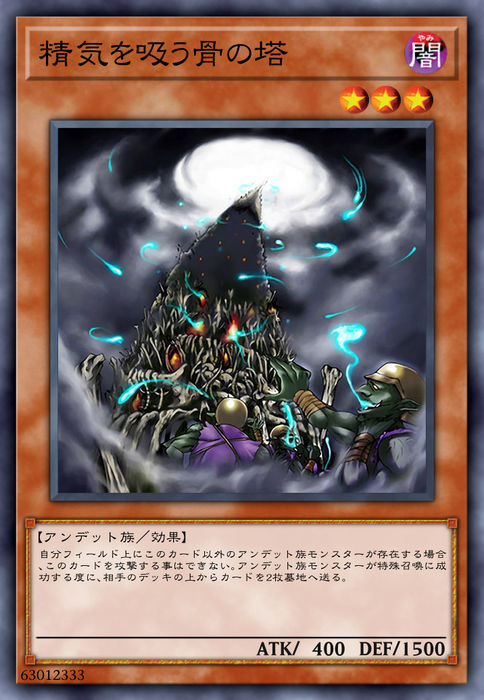 精気を吸う骨の塔
やみ
闇
【アンデット族／効果】
自分フィールド上にこのカード以外のアンデット族モンスターが存在する場合
、このカードを攻撃する事はできない。アンデット族モンスターが特殊召喚に成
功する度に、相手のデッキの上からカードを2枚墓地へ送る。
ATK/ 400 DEF/1500
63012333